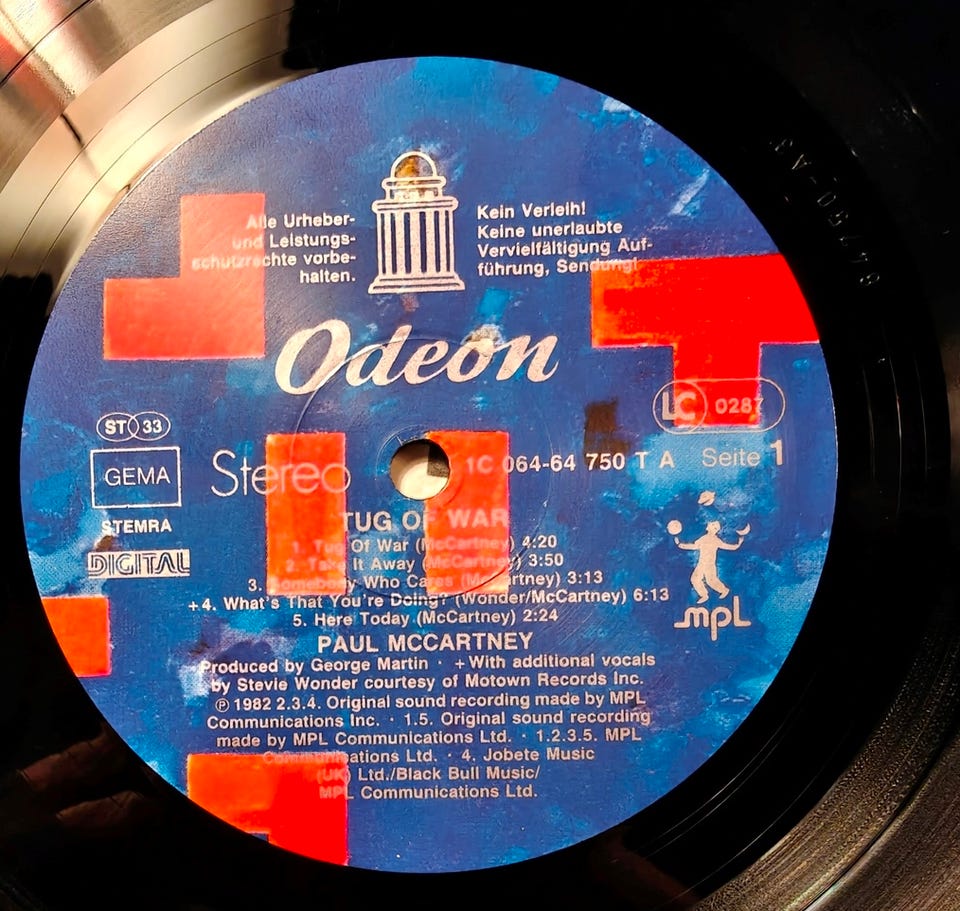 Alle Urheber-
und Leistungs-
schutzrechte vorbe-
halten.
Kein Verleih!
Keine unerlaubte
Vervielfältigung Auf-
führung, Sendung!
Odeon
LC 0287
ST 33
GEMA
STEMRA
DIGITAL
Stereo
1C 064-64 750 T A Seite 1
mpL
TUG OF WAR
1. Tug Of War (McCartney) 4:20
2. Take It Away (McCartney) 3:50
3. Somebody Who Cares (McCartney) 3:13
+4. What's That You're Doing? (Wonder/McCartney) 6:13
5. Here Today (McCartney) 2:24
PAUL MCCARTNEY
Produced by George Martin · +With additional vocals
by Stevie Wonder courtesy of Motown Records Inc.
℗ 1982 2.3.4. Original sound recording made by MPL
Communications Inc. · 1.5. Original sound recording
made by MPL Communications Ltd. · 1.2.3.5. MPL
Communications Ltd. · 4. Jobete Music
(UK) Ltd./Black Bull Music/
MPL Communications Ltd.